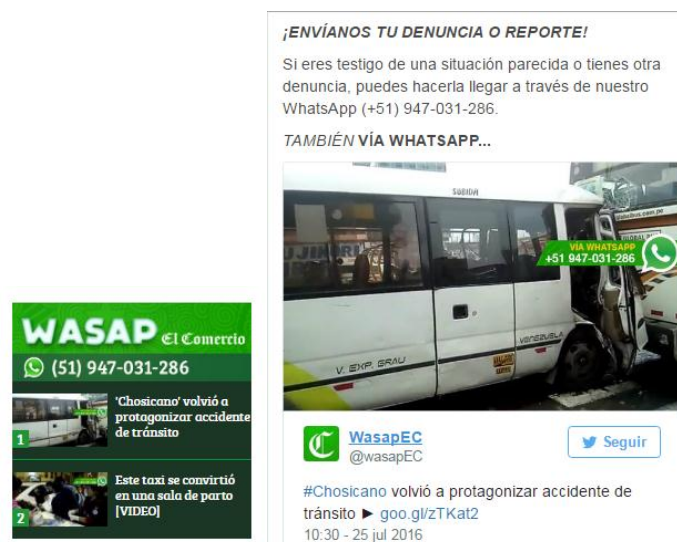 ¡ENVÍANOS TU DENUNCIA O REPORTE!
Si eres testigo de una situación parecida o tienes otra
denuncia, puedes hacerla llegar a través de nuestro
WhatsApp (+51) 947-031-286.
TAMBIÉN VÍA WHATSAPP...
SUBIDA
VÍA WHATSAPP
+51 947-031-286
V. EXP. GRAU
VENEZUELA
WasapEC
@wasapEC
Seguir
#Chosicano volvió a protagonizar accidente de
tránsito ► goo.gl/zTKat2
10:30 - 25 jul 2016
WASAP El Comercio
(51) 947-031-286
1
'Chosicano' volvió a
protagonizar accidente
de tránsito
2
Este taxi se convirtió
en una sala de parto
[VIDEO]